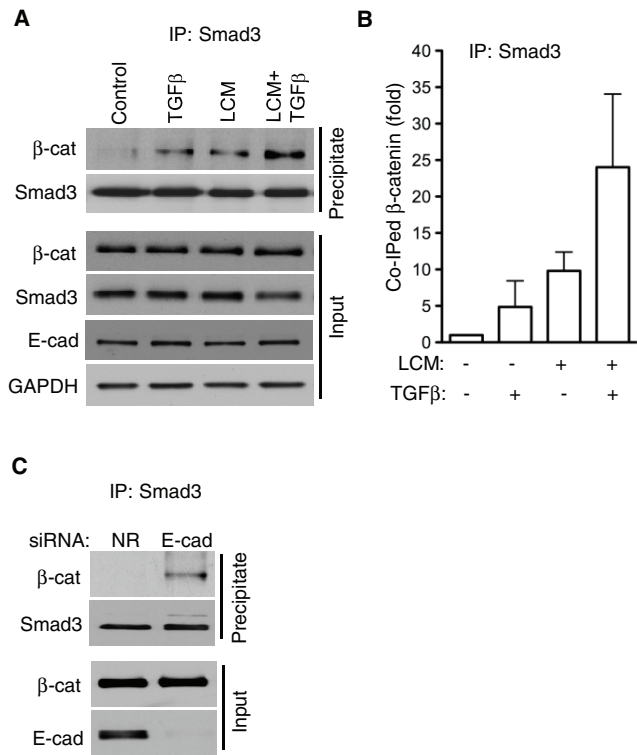 A
IP: Smad3
Control
TGFβ
LCM
LCM+
TGFβ
β-cat
Smad3
Precipitate
β-cat
Smad3
E-cad
GAPDH
Input
B
IP: Smad3
Co-IPed β-catenin (fold)
40
35
30
25
20
15
10
5
0
LCM: - - + +
TGFβ: - + - +
C
IP: Smad3
siRNA: NR E-cad
β-cat
Smad3
Precipitate
β-cat
E-cad
Input